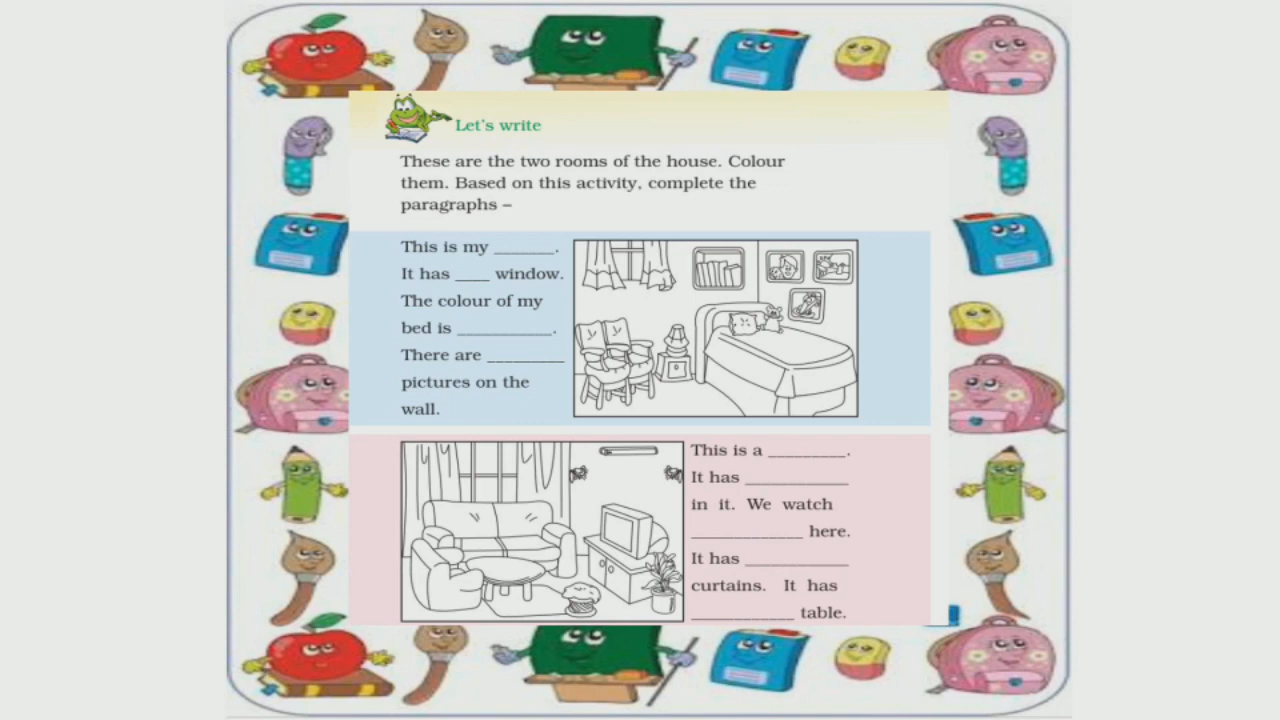 Let's write
These are the two rooms of the house. Colour
them. Based on this activity, complete the
paragraphs –
This is my _______.
It has ____ window.
The colour of my
bed is ___________.
There are _________
pictures on the
wall.
This is a _________.
It has ____________
in it. We watch
_____________ here.
It has ____________
curtains. It has
____________ table.